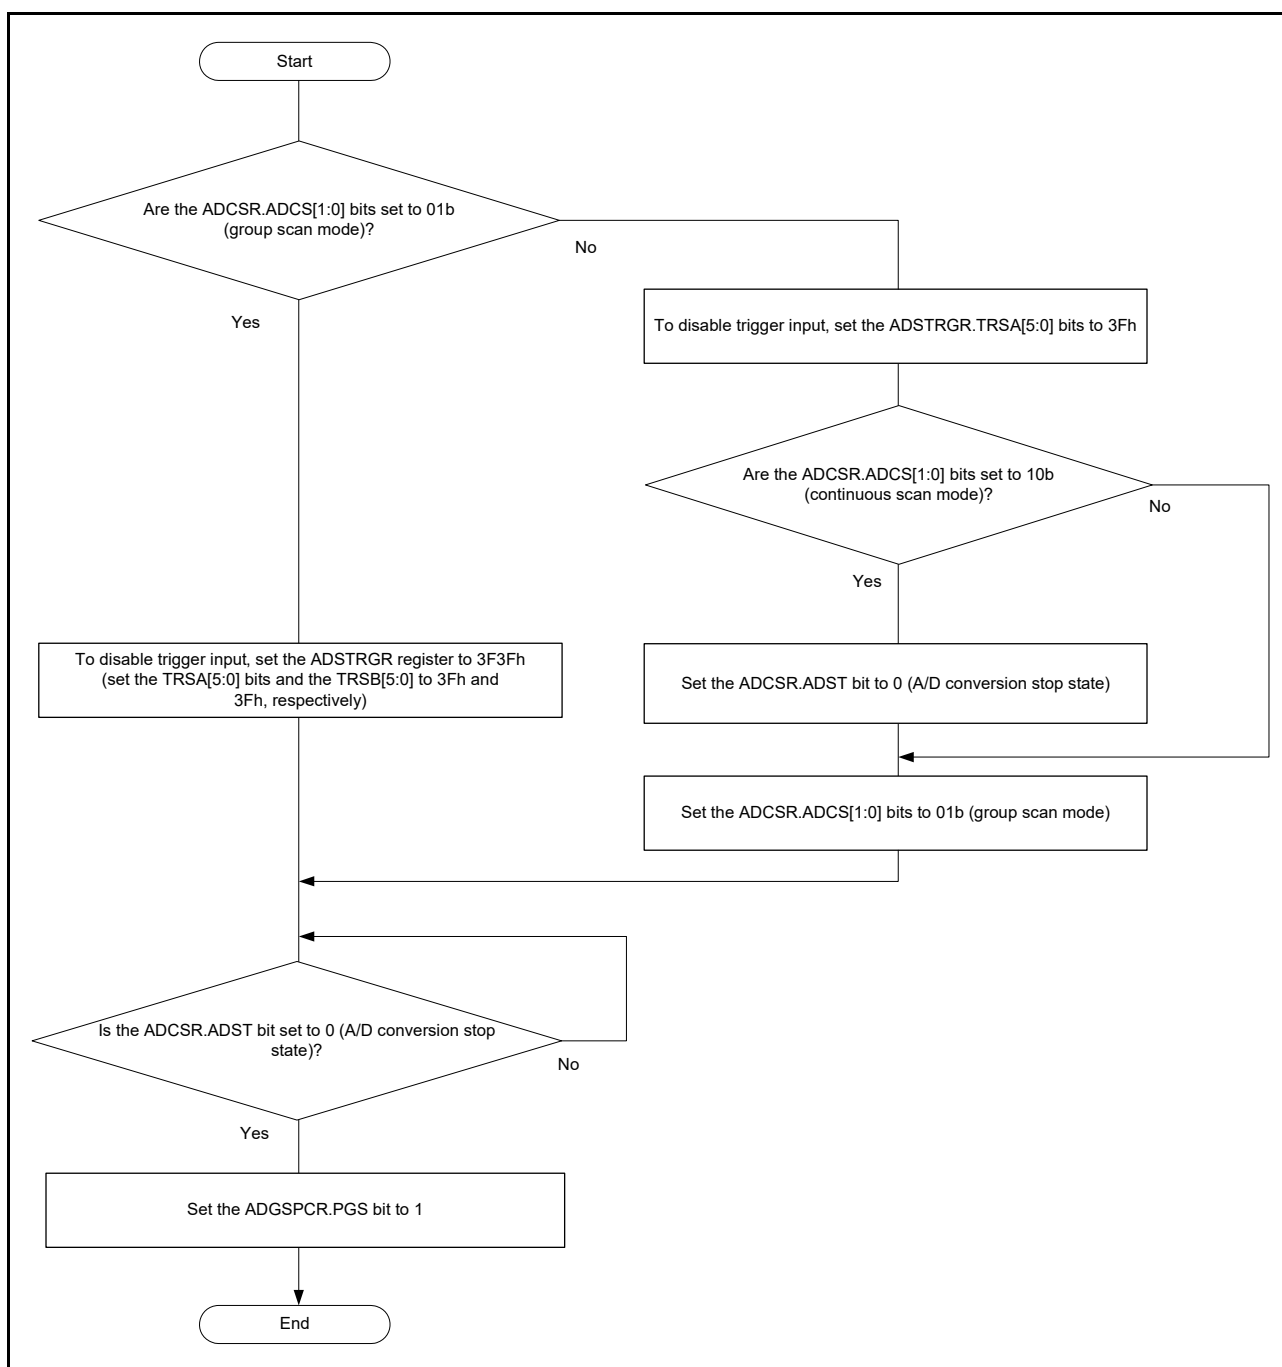 Start
Are the ADCSR.ADCS[1:0] bits set to 01b
(group scan mode)?
No
Yes
To disable trigger input, set the ADSTRGR.TRSA[5:0] bits to 3Fh
Are the ADCSR.ADCS[1:0] bits set to 10b
(continuous scan mode)?
No
Yes
To disable trigger input, set the ADSTRGR register to 3F3Fh
(set the TRSA[5:0] bits and the TRSB[5:0] to 3Fh and
3Fh, respectively)
Set the ADCSR.ADST bit to 0 (A/D conversion stop state)
Set the ADCSR.ADCS[1:0] bits to 01b (group scan mode)
Is the ADCSR.ADST bit set to 0 (A/D conversion stop
state)?
No
Yes
Set the ADGSPCR.PGS bit to 1
End